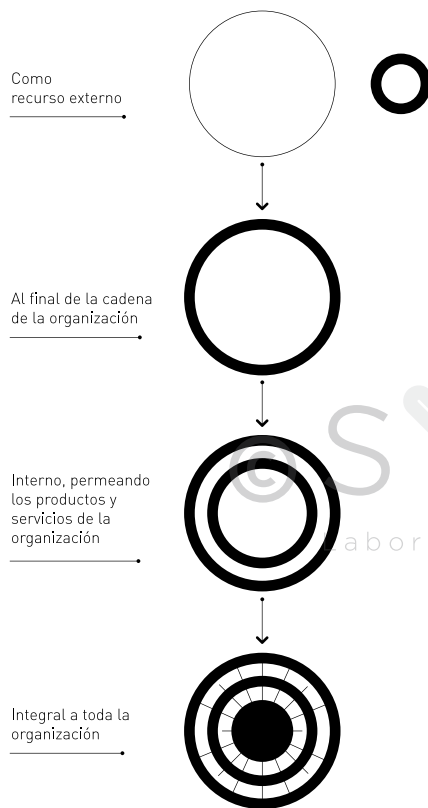 Como
recurso externo
Al final de la cadena
de la organización
Interno, permeando
los productos y
servicios de la
organización
© S
Labor
Integral a toda la
organización